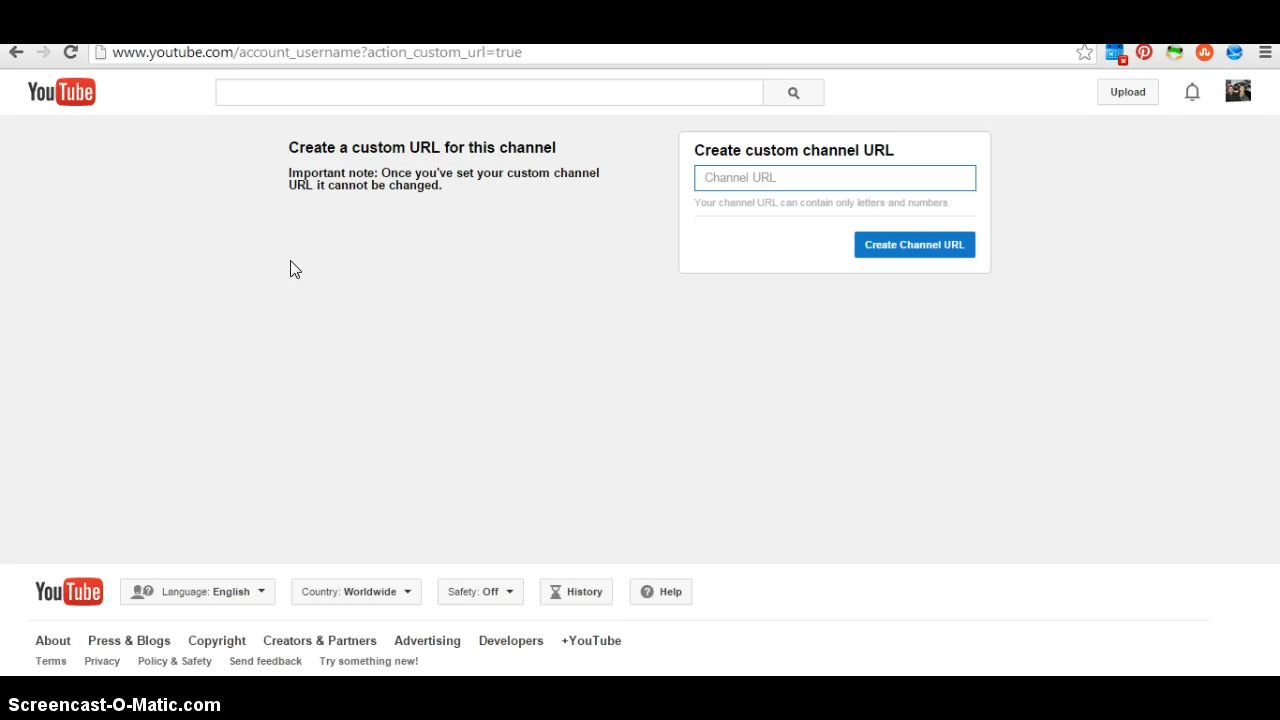 www.youtube.com/account_username?action_custom_url=true
YouTube
Upload
Create a custom URL for this channel
Important note: Once you've set your custom channel
URL it cannot be changed.
Create custom channel URL
Channel URL
Your channel URL can contain only letters and numbers.
Create Channel URL
YouTube
Language: English
Country: Worldwide
Safety: Off
History
Help
About Press & Blogs Copyright Creators & Partners Advertising Developers +YouTube
Terms Privacy Policy & Safety Send feedback Try something new!
Screencast-O-Matic.com